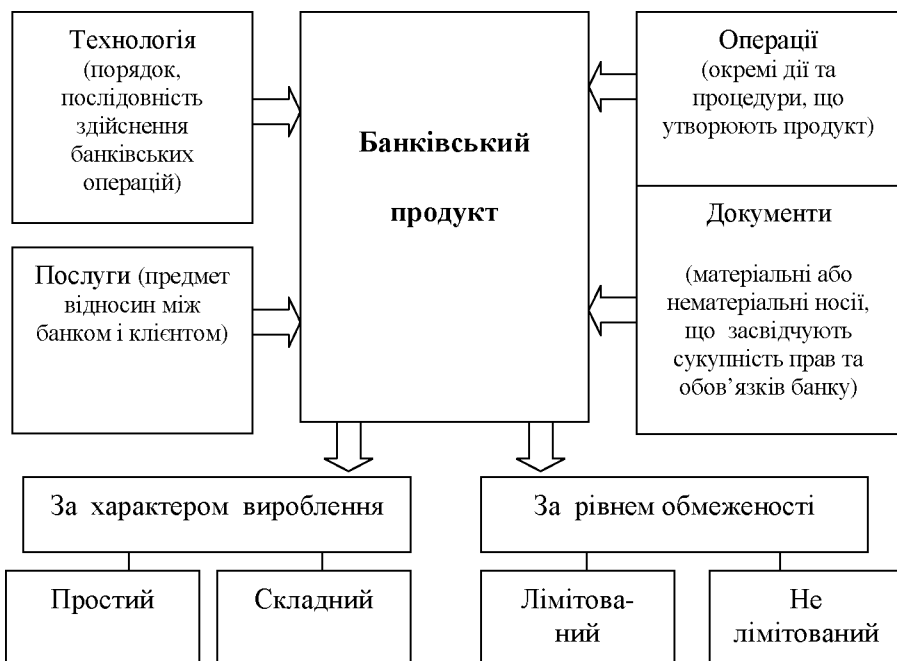 Технологія
(порядок,
послідовність
здійснення
банківських
операцій)
Послуги (предмет
відносин між
банком і клієнтом)
Банківський
продукт
Операції
(окремі дії та
процедури, що
утворюють продукт)
Документи
(матеріальні або
нематеріальні носії,
що засвідчують
сукупність прав та
обов’язків банку)
За характером вироблення
Простий
Складний
За рівнем обмеженості
Лімітова-
ний
Не
лімітований